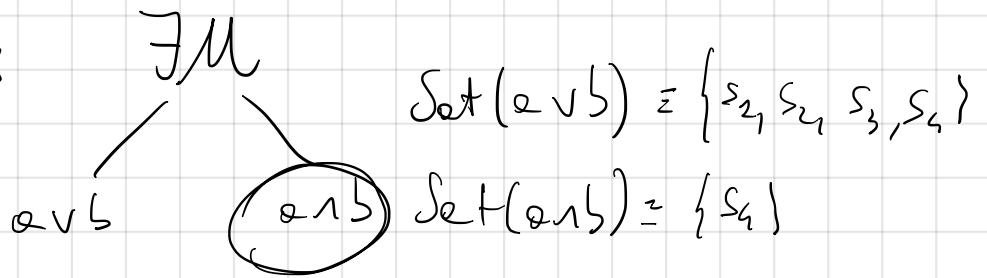 ∃U
Sat(a∨b) = {s2, s2, s3, s4}
a∨b a∧b Sat(a∧b) = {s4}